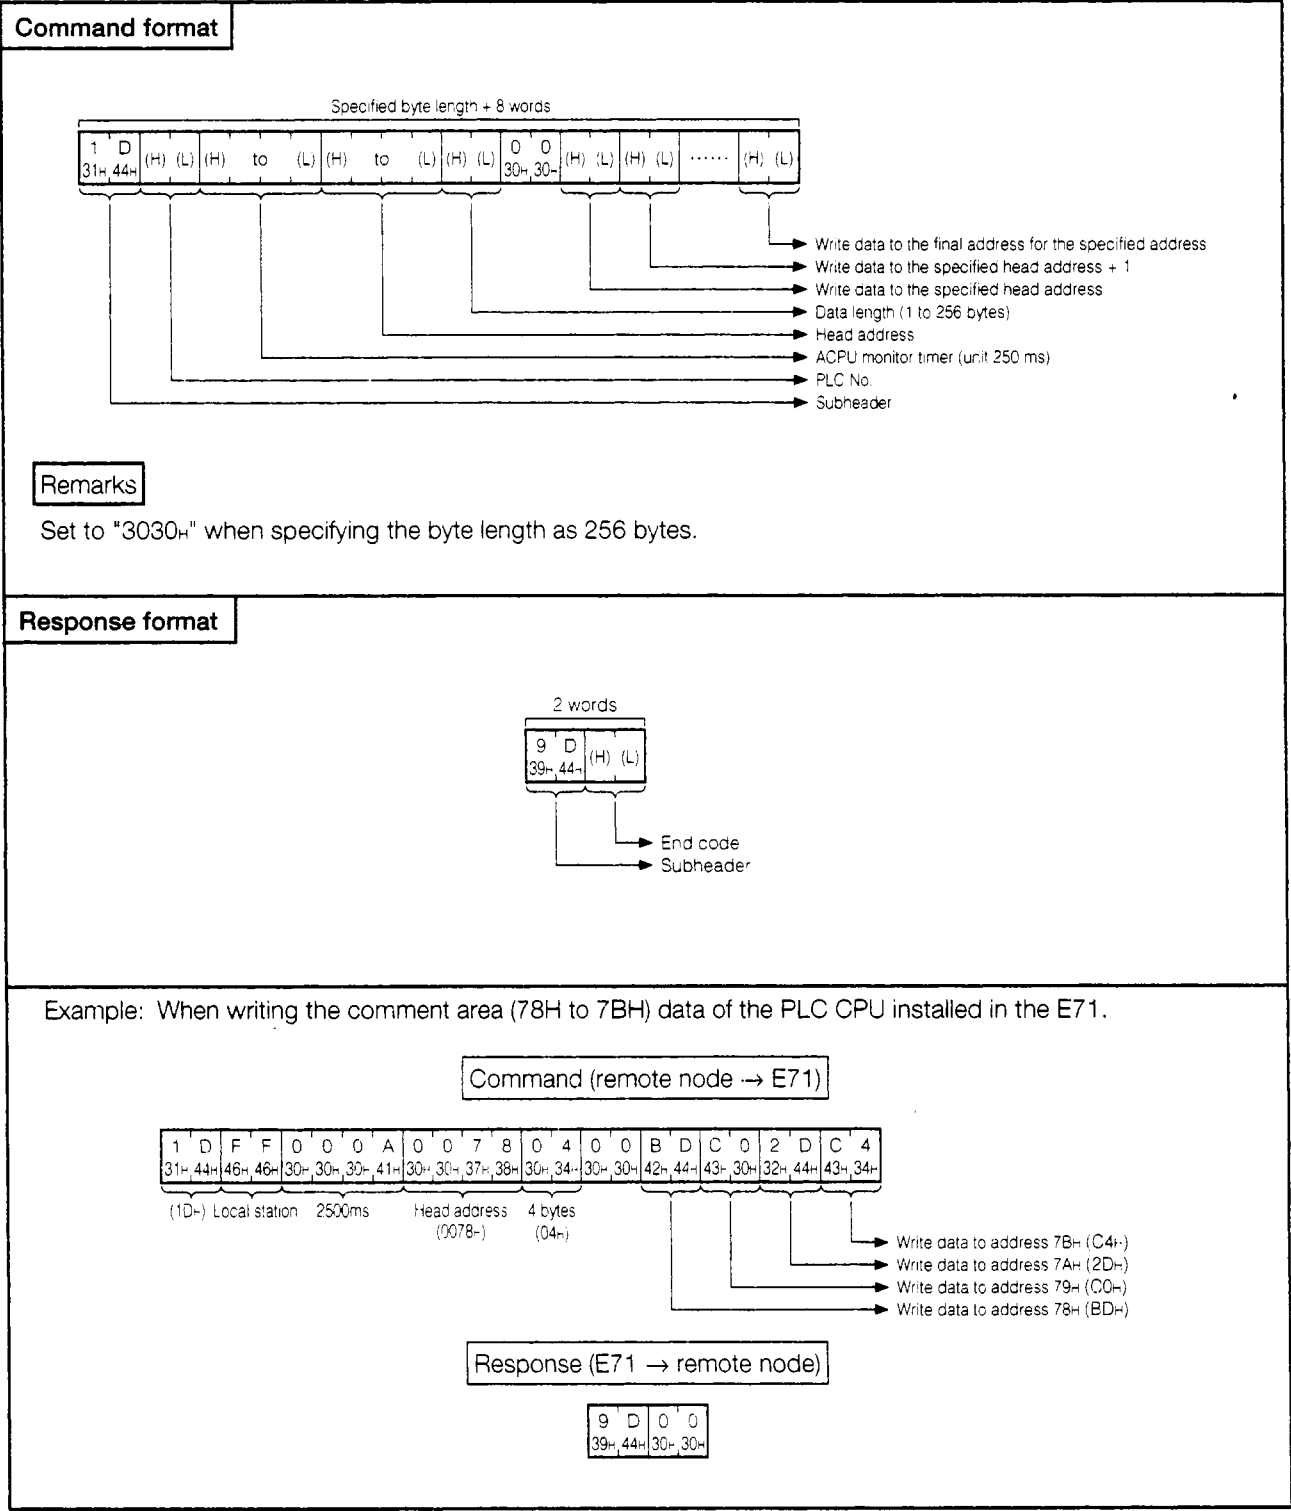 Command format
Specified byte length + 8 words
1 D (H) (L) (H) to (L) (H) to (L) (H) (L) 0 0 (H) (L) (H) (L) ...... (H) (L)
31H 44H 30H 30H
Write data to the final address for the specified address
Write data to the specified head address + 1
Write data to the specified head address
Data length (1 to 256 bytes)
Head address
ACPU monitor timer (unit 250 ms)
PLC No.
Subheader
Remarks
Set to "3030H" when specifying the byte length as 256 bytes.
Response format
2 words
9 D (H) (L)
39H 44H
End code
Subheader
Example: When writing the comment area (78H to 7BH) data of the PLC CPU installed in the E71.
Command (remote node → E71)
1 D F F 0 0 0 A 0 0 7 8 0 4 0 0 B D C 0 2 D C 4
31H 44H 46H 46H 30H 30H 30H 41H 30H 30H 37H 38H 30H 34H 30H 30H 42H 44H 43H 30H 32H 44H 43H 34H
(1DH) Local station 2500ms Head address 4 bytes
(0078H) (04H)
Write data to address 7BH (C4H)
Write data to address 7AH (2DH)
Write data to address 79H (C0H)
Write data to address 78H (BDH)
Response (E71 → remote node)
9 D 0 0
39H 44H 30H 30H